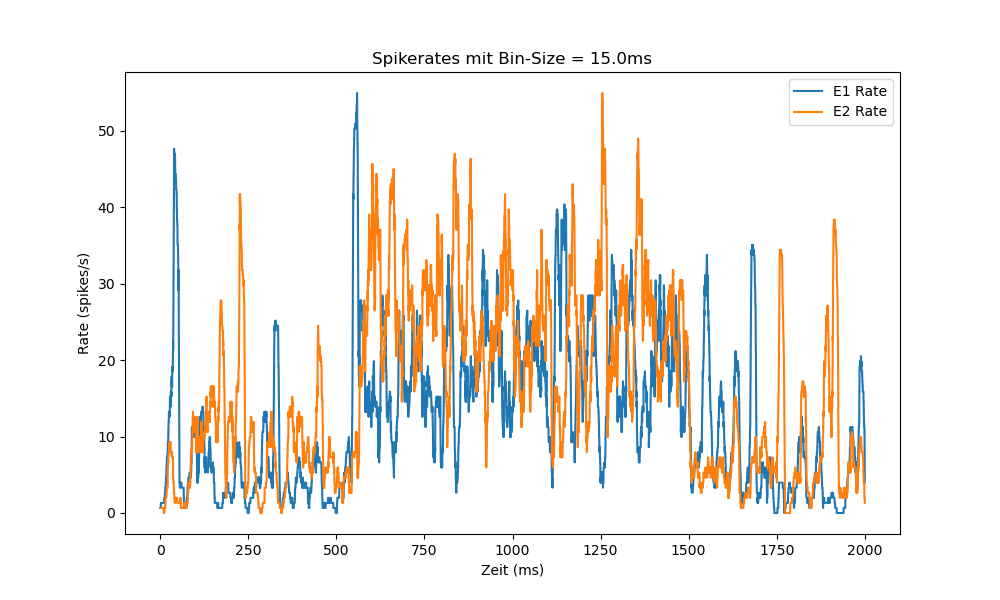 Spikerates mit Bin-Size = 15.0ms
E1 Rate
E2 Rate
50
40
30
20
10
0
Rate (spikes/s)
0 250 500 750 1000 1250 1500 1750 2000
Zeit (ms)